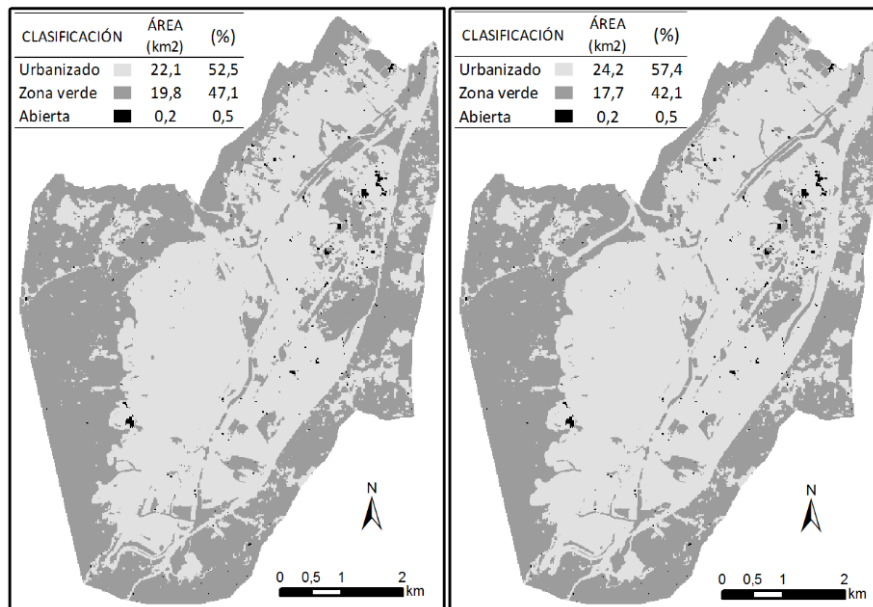 CLASIFICACIÓN ÁREA (km2) (%)
Urbanizado 22,1 52,5
Zona verde 19,8 47,1
Abierta 0,2 0,5
N
0 0,5 1 2
km
CLASIFICACIÓN ÁREA (km2) (%)
Urbanizado 24,2 57,4
Zona verde 17,7 42,1
Abierta 0,2 0,5
N
0 0,5 1 2
km